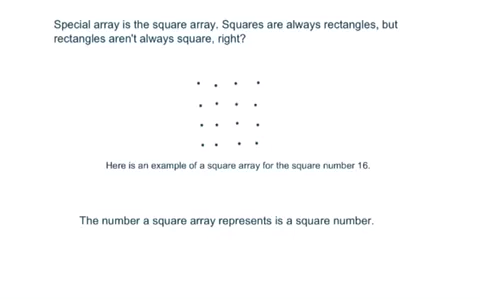 Special array is the square array. Squares are always rectangles, but
rectangles aren't always square, right?
Here is an example of a square array for the square number 16.
The number a square array represents is a square number.